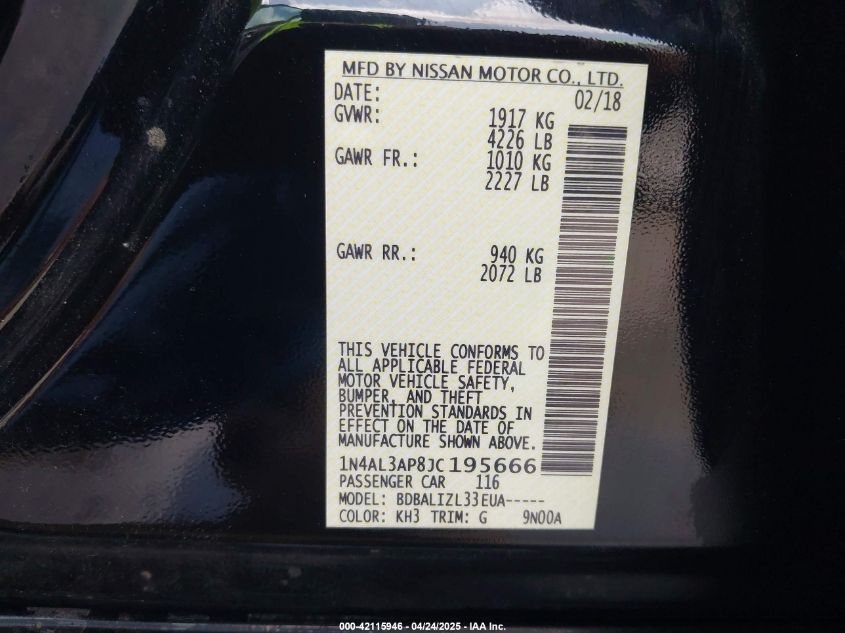 MFD BY NISSAN MOTOR CO., LTD.
DATE: 02/18
GVWR: 1917 KG
4226 LB
GAWR FR.: 1010 KG
2227 LB
GAWR RR.: 940 KG
2072 LB
THIS VEHICLE CONFORMS TO
ALL APPLICABLE FEDERAL
MOTOR VEHICLE SAFETY,
BUMPER, AND THEFT
PREVENTION STANDARDS IN
EFFECT ON THE DATE OF
MANUFACTURE SHOWN ABOVE.
1N4AL3AP8JC195666
PASSENGER CAR 116
MODEL: BDBALIZL33EUA-----
COLOR: KH3 TRIM: G 9N00A
000-42115946 - 04/24/2025 - IAA Inc.